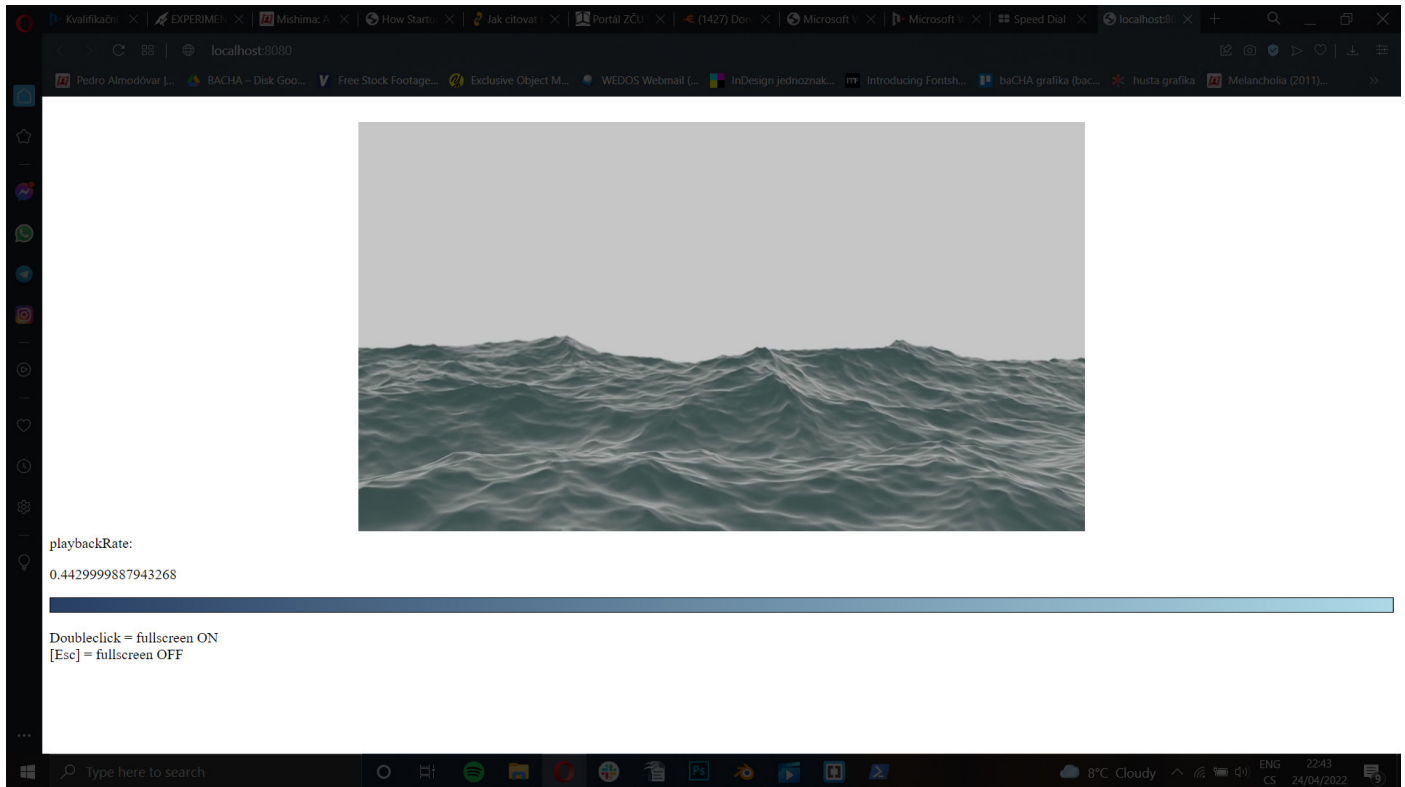 Kvalifikačn
EXPERIMEN
Mishima: A
How Startu
Jak citovat
Portál ZČU
(1427) Don
Microsoft V
Microsoft V
Speed Dial
localhost:80
localhost:8080
Pedro Almodóvar |...
BACHA – Disk Goo...
Free Stock Footage...
Exclusive Object M...
WEDOS Webmail (...
InDesign jednoznak...
Introducing Fontsh...
baCHA grafika (bac...
husta grafika
Melancholia (2011)...
playbackRate:
0.4429999887943268
Doubleclick = fullscreen ON
[Esc] = fullscreen OFF
Type here to search
Ps
8°C Cloudy
ENG
CS
22:43
24/04/2022
9